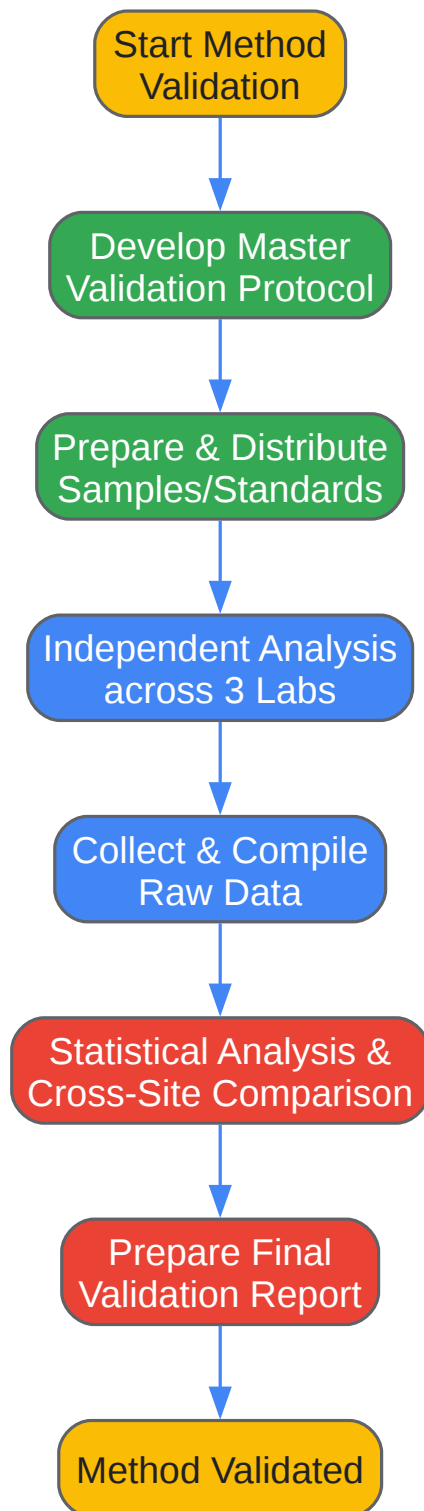 Start Method
Validation
Develop Master
Validation Protocol
Prepare & Distribute
Samples/Standards
Independent Analysis
across 3 Labs
Collect & Compile
Raw Data
Statistical Analysis &
Cross-Site Comparison
Prepare Final
Validation Report
Method Validated